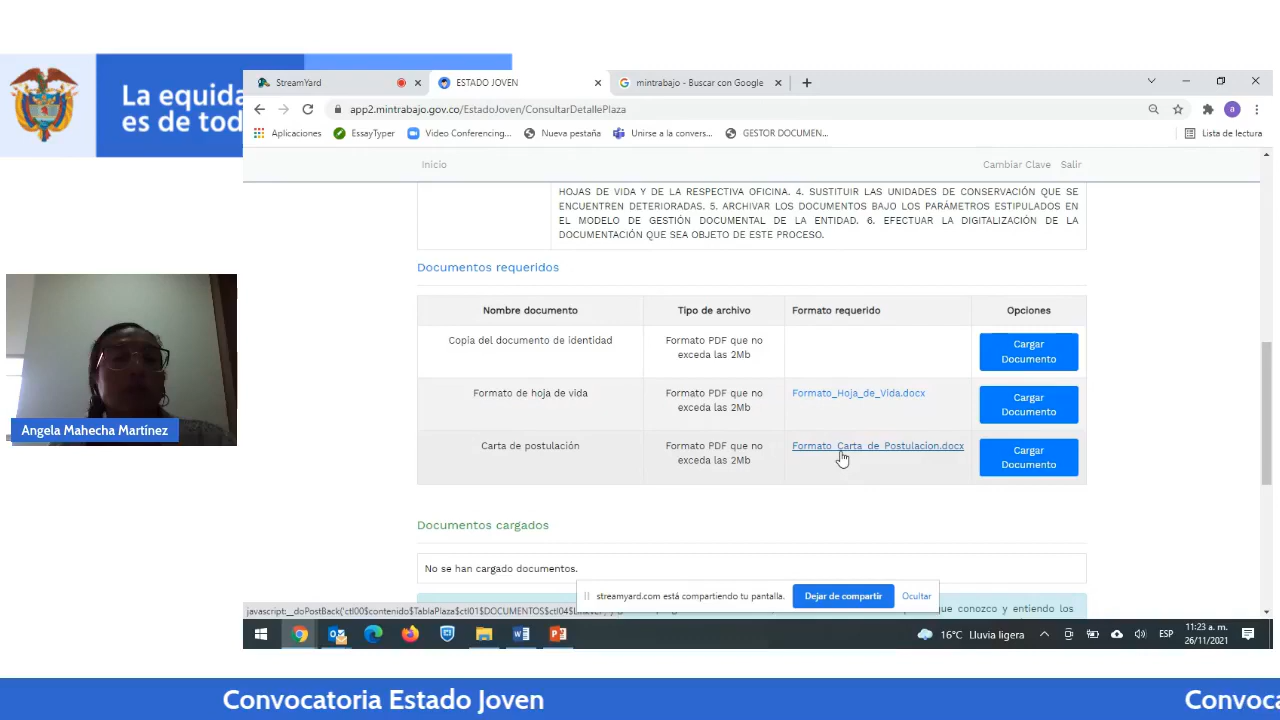 La equida
es de tod
StreamYard
ESTADO JOVEN
mintrabajo - Buscar con Google
app2.mintrabajo.gov.co/EstadoJoven/ConsultarDetallePlaza
Aplicaciones
EssayTyper
Video Conferencing...
Nueva pestaña
Unirse a la convers...
GESTOR DOCUMEN...
Lista de lectura
Inicio
Cambiar Clave
Salir
HOJAS DE VIDA Y DE LA RESPECTIVA OFICINA. 4. SUSTITUIR LAS UNIDADES DE CONSERVACIÓN QUE SE
ENCUENTREN DETERIORADAS. 5. ARCHIVAR LOS DOCUMENTOS BAJO LOS PARÁMETROS ESTIPULADOS EN
EL MODELO DE GESTIÓN DOCUMENTAL DE LA ENTIDAD. 6. EFECTUAR LA DIGITALIZACIÓN DE LA
DOCUMENTACIÓN QUE SEA OBJETO DE ESTE PROCESO.
Documentos requeridos
Nombre documento
Tipo de archivo
Formato requerido
Opciones
Copia del documento de identidad
Formato PDF que no
exceda las 2Mb
Cargar
Documento
Formato de hoja de vida
Formato PDF que no
exceda las 2Mb
Formato_Hoja_de_Vida.docx
Cargar
Documento
Carta de postulación
Formato PDF que no
exceda las 2Mb
Formato_Carta_de_Postulacion.docx
Cargar
Documento
Documentos cargados
No se han cargado documentos.
streamyard.com está compartiendo tu pantalla.
Dejar de compartir
Ocultar
que conozco y entiendo los
Angela Mahecha Martínez
16°C Lluvia ligera
ESP
11:23 a. m.
26/11/2021
Convocatoria Estado Joven
Convoca